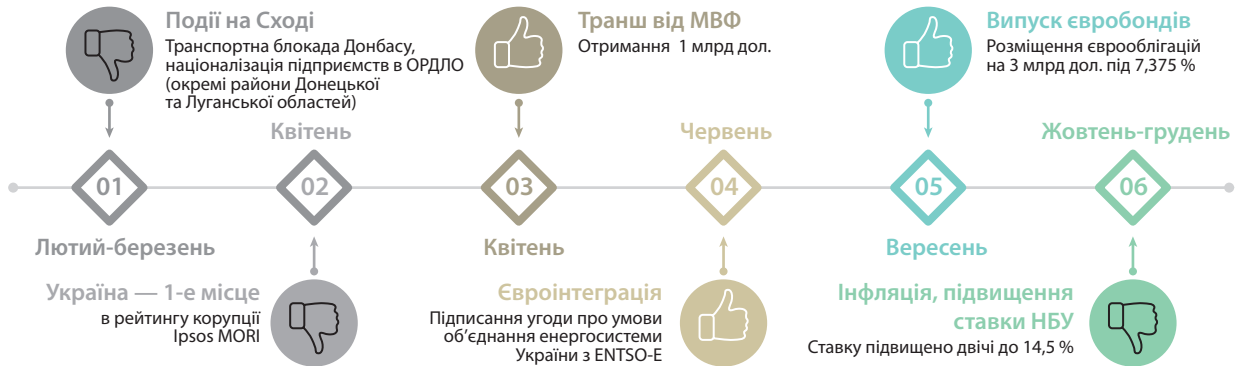 Події на Сході
Транспортна блокада Донбасу,
націоналізація підприємств в ОРДЛО
(окремі райони Донецької
та Луганської областей)
01
Лютий-березень
Квітень
02
Україна — 1-е місце
в рейтингу корупції
Ipsos MORI
Транш від МВФ
Отримання 1 млрд дол.
03
Квітень
Червень
04
Євроінтеграція
Підписання угоди про умови
об’єднання енергосистеми
України з ENTSO-E
Випуск євробондів
Розміщення єврооблігацій
на 3 млрд дол. під 7,375 %
05
Вересень
Жовтень-грудень
06
Інфляція, підвищення
ставки НБУ
Ставку підвищено двічі до 14,5 %